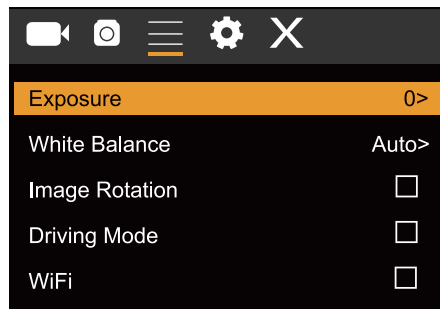 Exposure 0>
White Balance Auto>
Image Rotation
Driving Mode
WiFi